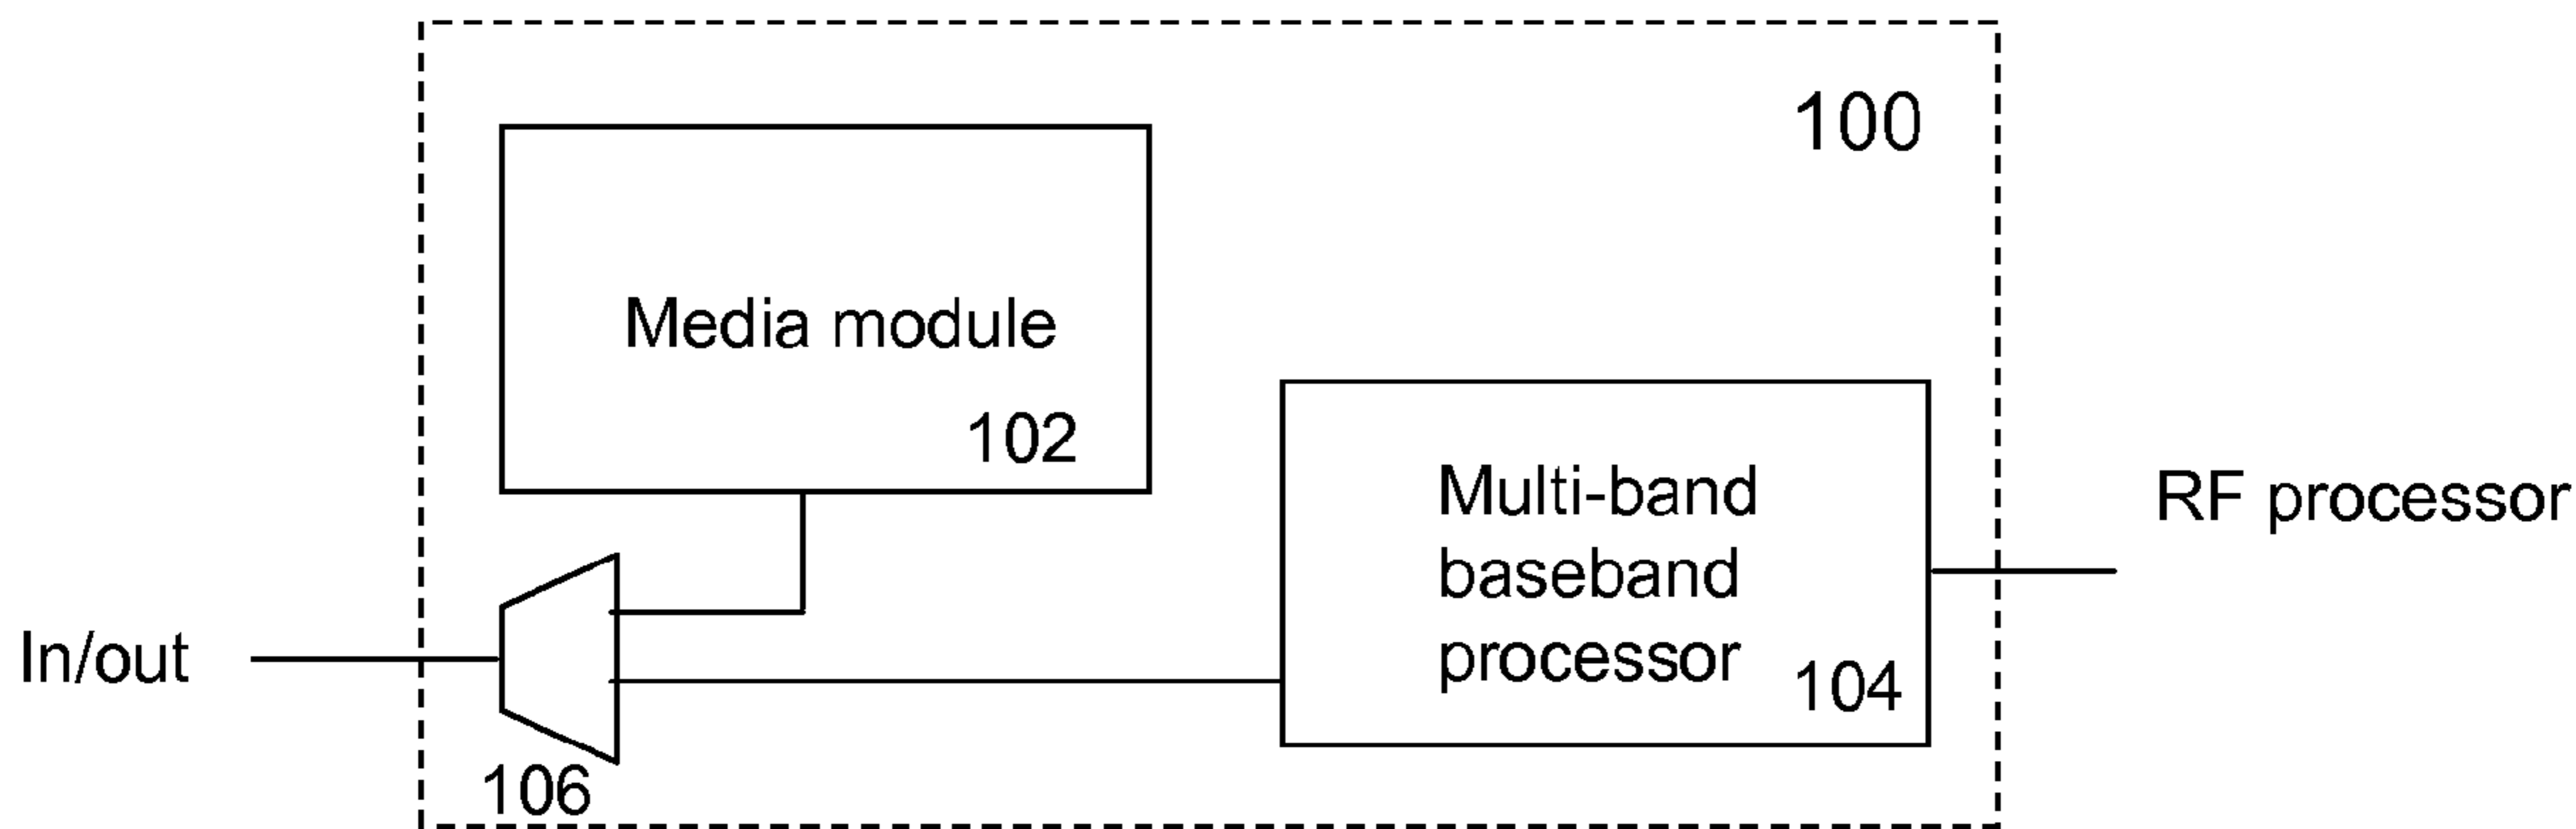 100
Media module
102
Multi-band
baseband
processor
104
RF processor
In/out
106